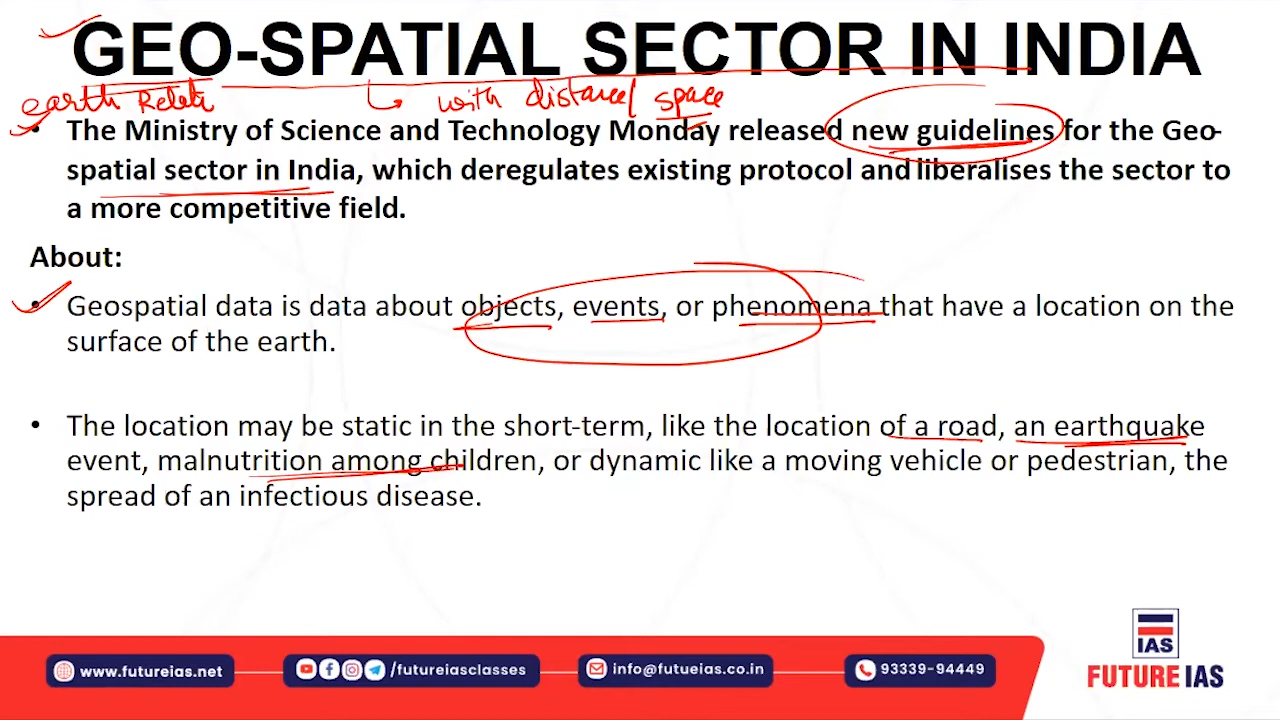 GEO-SPATIAL SECTOR IN INDIA
earth Relate
with distance/ space
• The Ministry of Science and Technology Monday released new guidelines for the Geo-
spatial sector in India, which deregulates existing protocol and liberalises the sector to
a more competitive field.
About:
• Geospatial data is data about objects, events, or phenomena that have a location on the
surface of the earth.
• The location may be static in the short-term, like the location of a road, an earthquake
event, malnutrition among children, or dynamic like a moving vehicle or pedestrian, the
spread of an infectious disease.
IAS
www.futureias.net
/futureiasclasses
info@futueias.co.in
93339-94449
FUTURE IAS